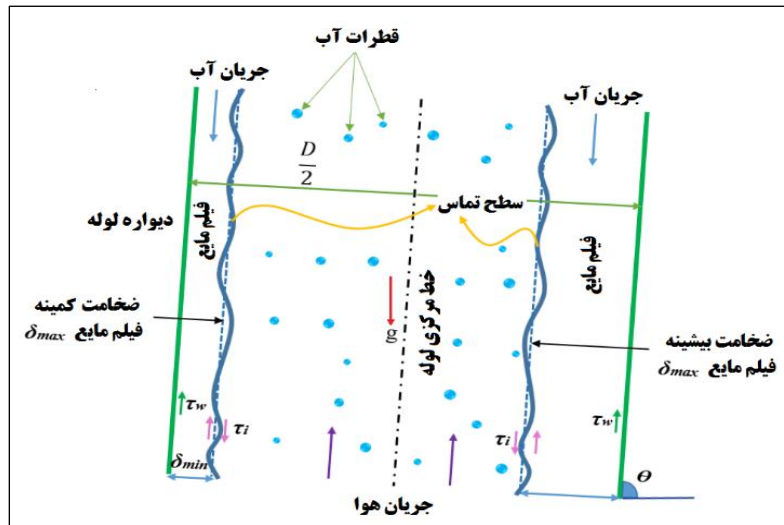 قطرات آب
جریان آب
جریان آب
D
2
سطح تماس
دیواره لوله
فیلم مایع
فیلم مایع
خط مرکزی لوله
g
ضخامت کمینه
فیلم مایع δmax
ضخامت بیشینه
فیلم مایع δmax
τw
τi
τi
τw
δmin
θ
جریان هوا